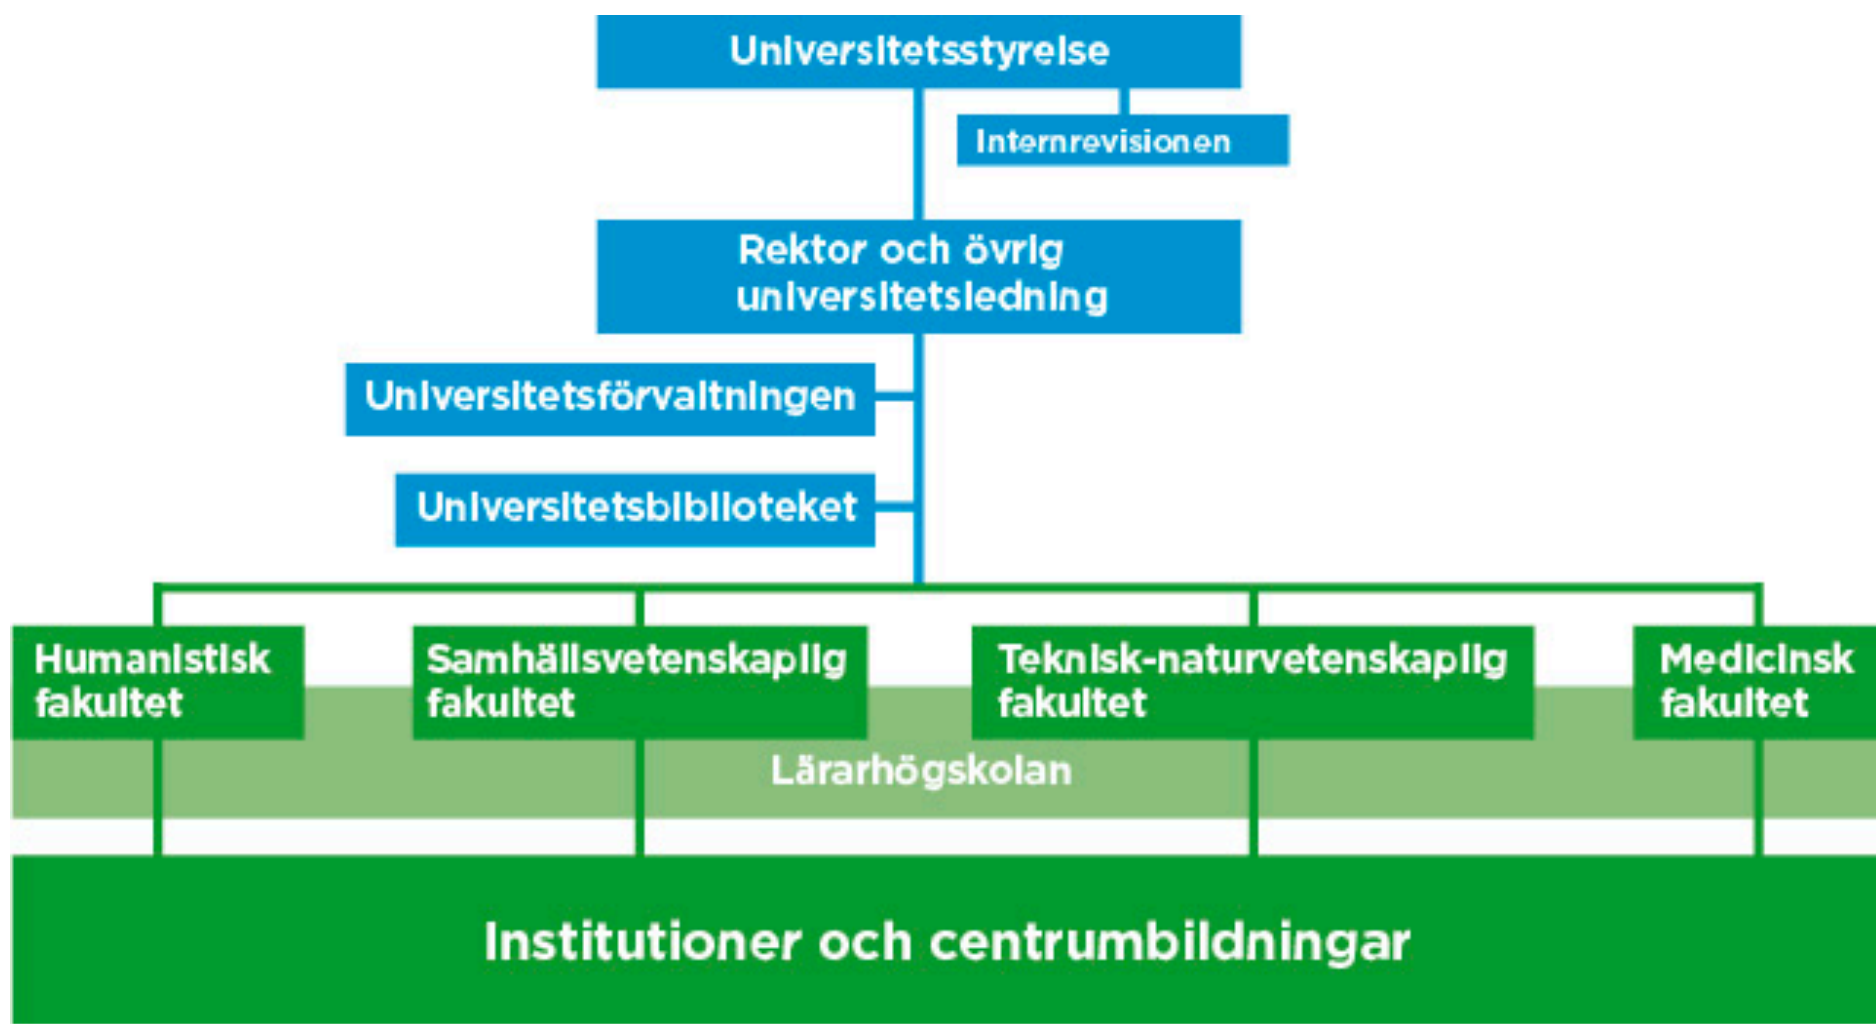 Universitetsstyrelse
Internrevisionen
Rektor och övrig
universitetsledning
Universitetsförvaltningen
Universitetsbiblioteket
Humanistisk
fakultet
Samhällsvetenskaplig
fakultet
Teknisk-naturvetenskaplig
fakultet
Medicinsk
fakultet
Lärarhögskolan
Institutioner och centrumbildningar